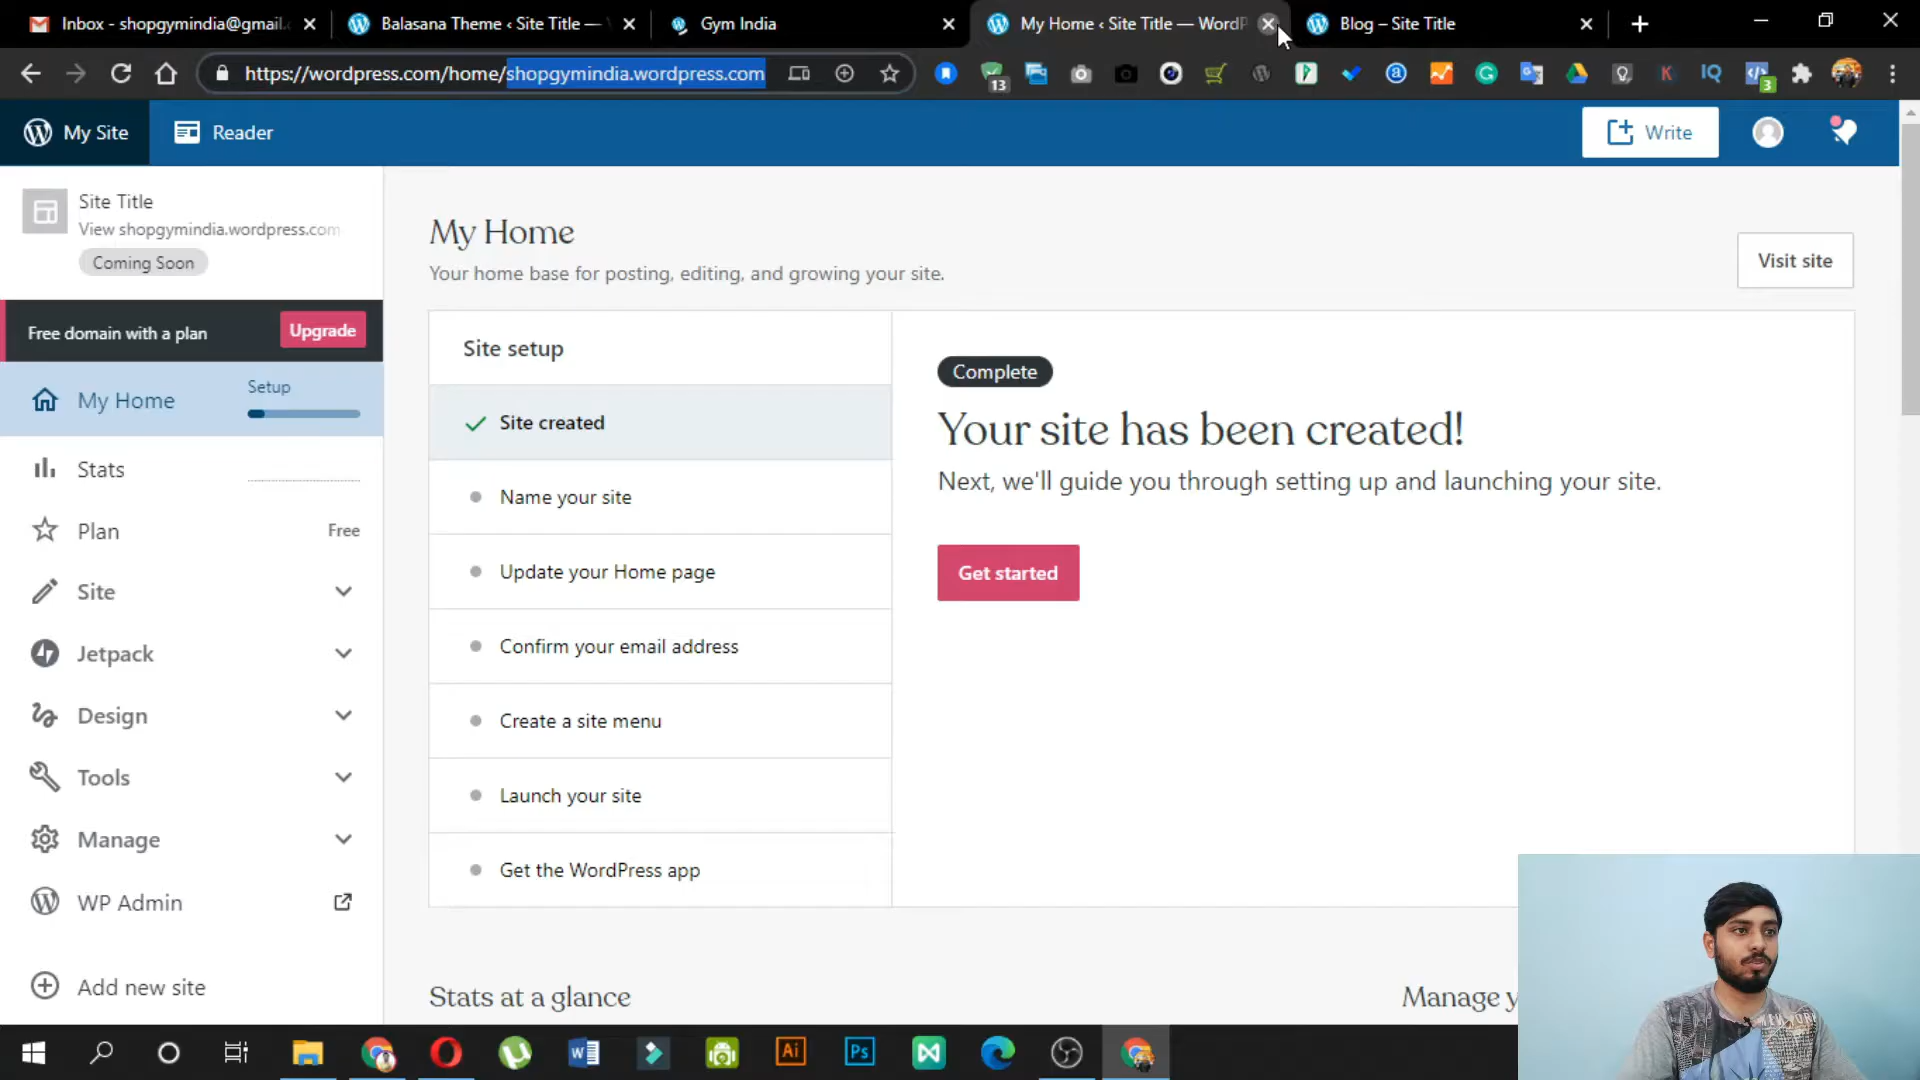 Inbox - shopgymindia@gmail.
Balasana Theme ‹ Site Title —
Gym India
My Home ‹ Site Title — WordP
Blog – Site Title
https://wordpress.com/home/shopgymindia.wordpress.com
13
IQ
3
My Site
Reader
Write
Site Title
View shopgymindia.wordpress.com
Coming Soon
Free domain with a plan
Upgrade
My Home
Setup
Stats
Plan
Free
Site
Jetpack
Design
Tools
Manage
WP Admin
Add new site
My Home
Your home base for posting, editing, and growing your site.
Visit site
Site setup
Site created
Name your site
Update your Home page
Confirm your email address
Create a site menu
Launch your site
Get the WordPress app
Complete
Your site has been created!
Next, we'll guide you through setting up and launching your site.
Get started
Stats at a glance
Manage y
Ai
Ps